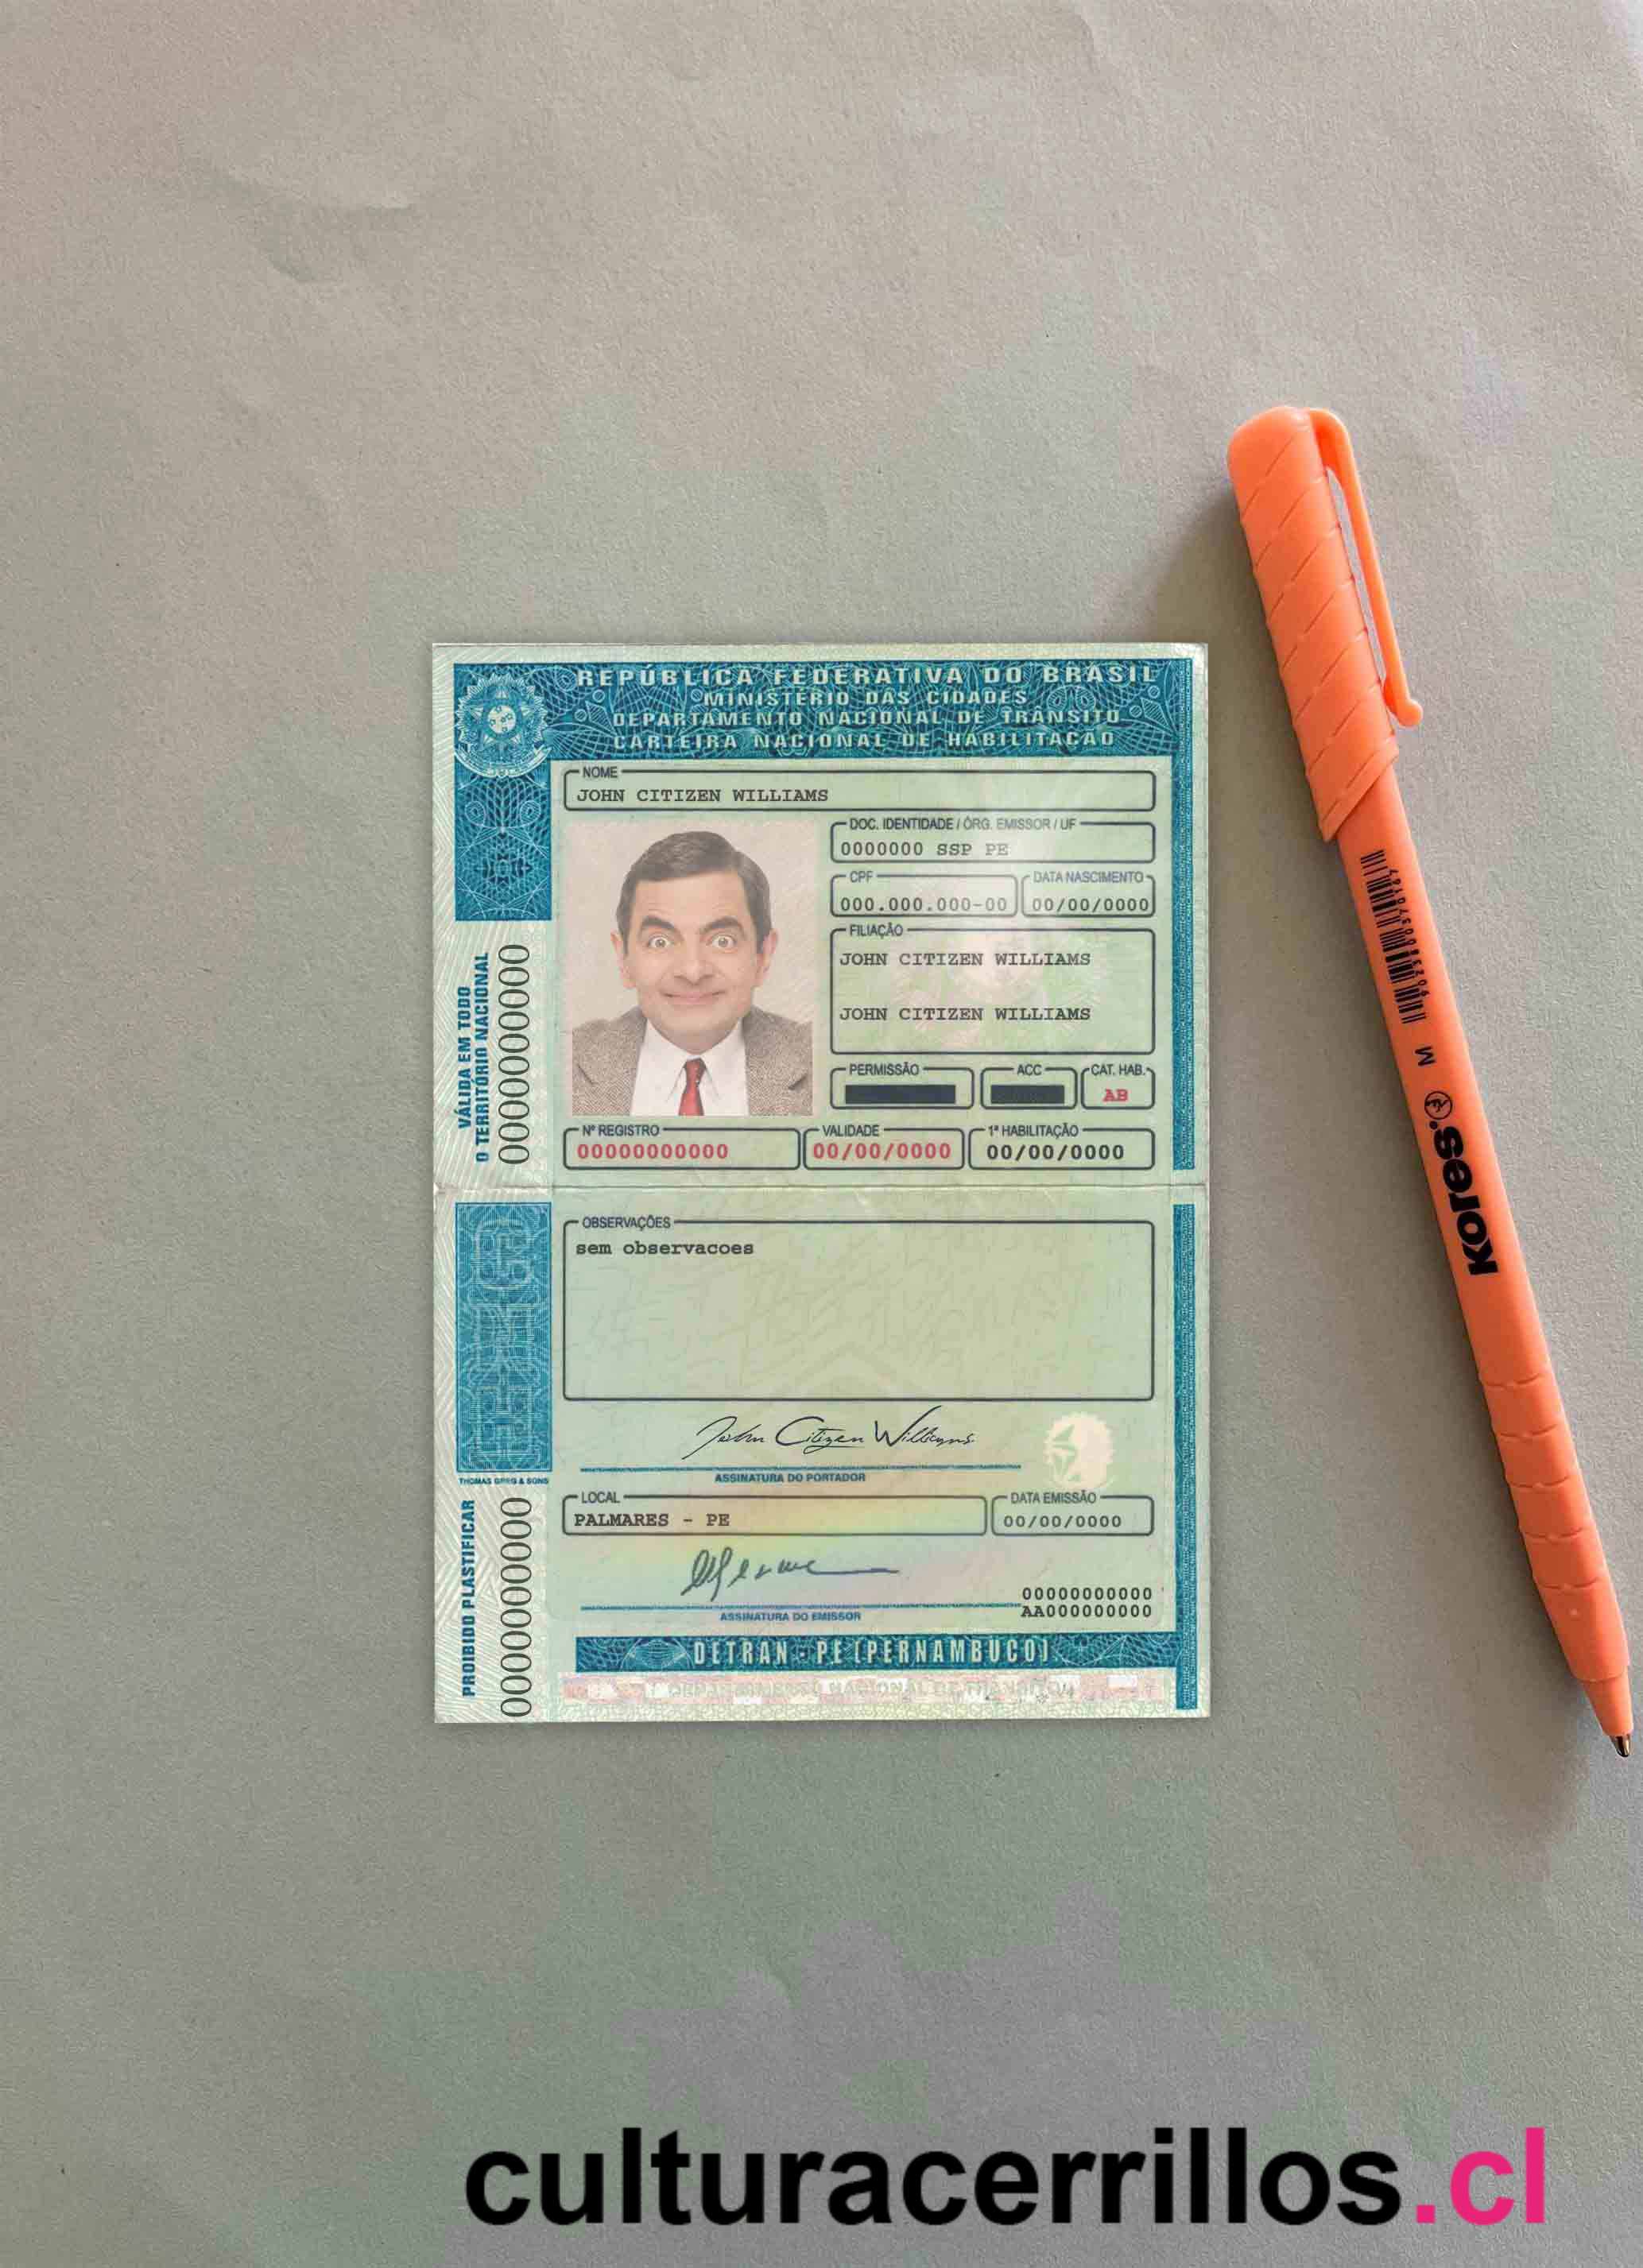 REPÚBLICA FEDERATIVA DO BRASIL
MINISTÉRIO DAS CIDADES
DEPARTAMENTO NACIONAL DE TRÂNSITO
CARTEIRA NACIONAL DE HABILITAÇÃO
NOME
JOHN CITIZEN WILLIAMS
DOC. IDENTIDADE / ÓRG. EMISSOR / UF
0000000 SSP PE
CPF
DATA NASCIMENTO
000.000.000-00
00/00/0000
FILIAÇÃO
JOHN CITIZEN WILLIAMS
JOHN CITIZEN WILLIAMS
PERMISSÃO
ACC
CAT. HAB.
AB
Nº REGISTRO
VALIDADE
1ª HABILITAÇÃO
00000000000
00/00/0000
00/00/0000
VÁLIDA EM TODO
O TERRITÓRIO NACIONAL
0000000000
OBSERVAÇÕES
sem observacoes
John Citizen Williams
ASSINATURA DO PORTADOR
THOMAS GREG & SONS
LOCAL
DATA EMISSÃO
PALMARES - PE
00/00/0000
ASSINATURA DO EMISSOR
00000000000
AA000000000
DETRAN - PE (PERNAMBUCO)
DEPARTAMENTO NACIONAL DE TRANSITO
PROIBIDO PLASTIFICAR
0000000000
M
Kores
culturacerrillos.cl